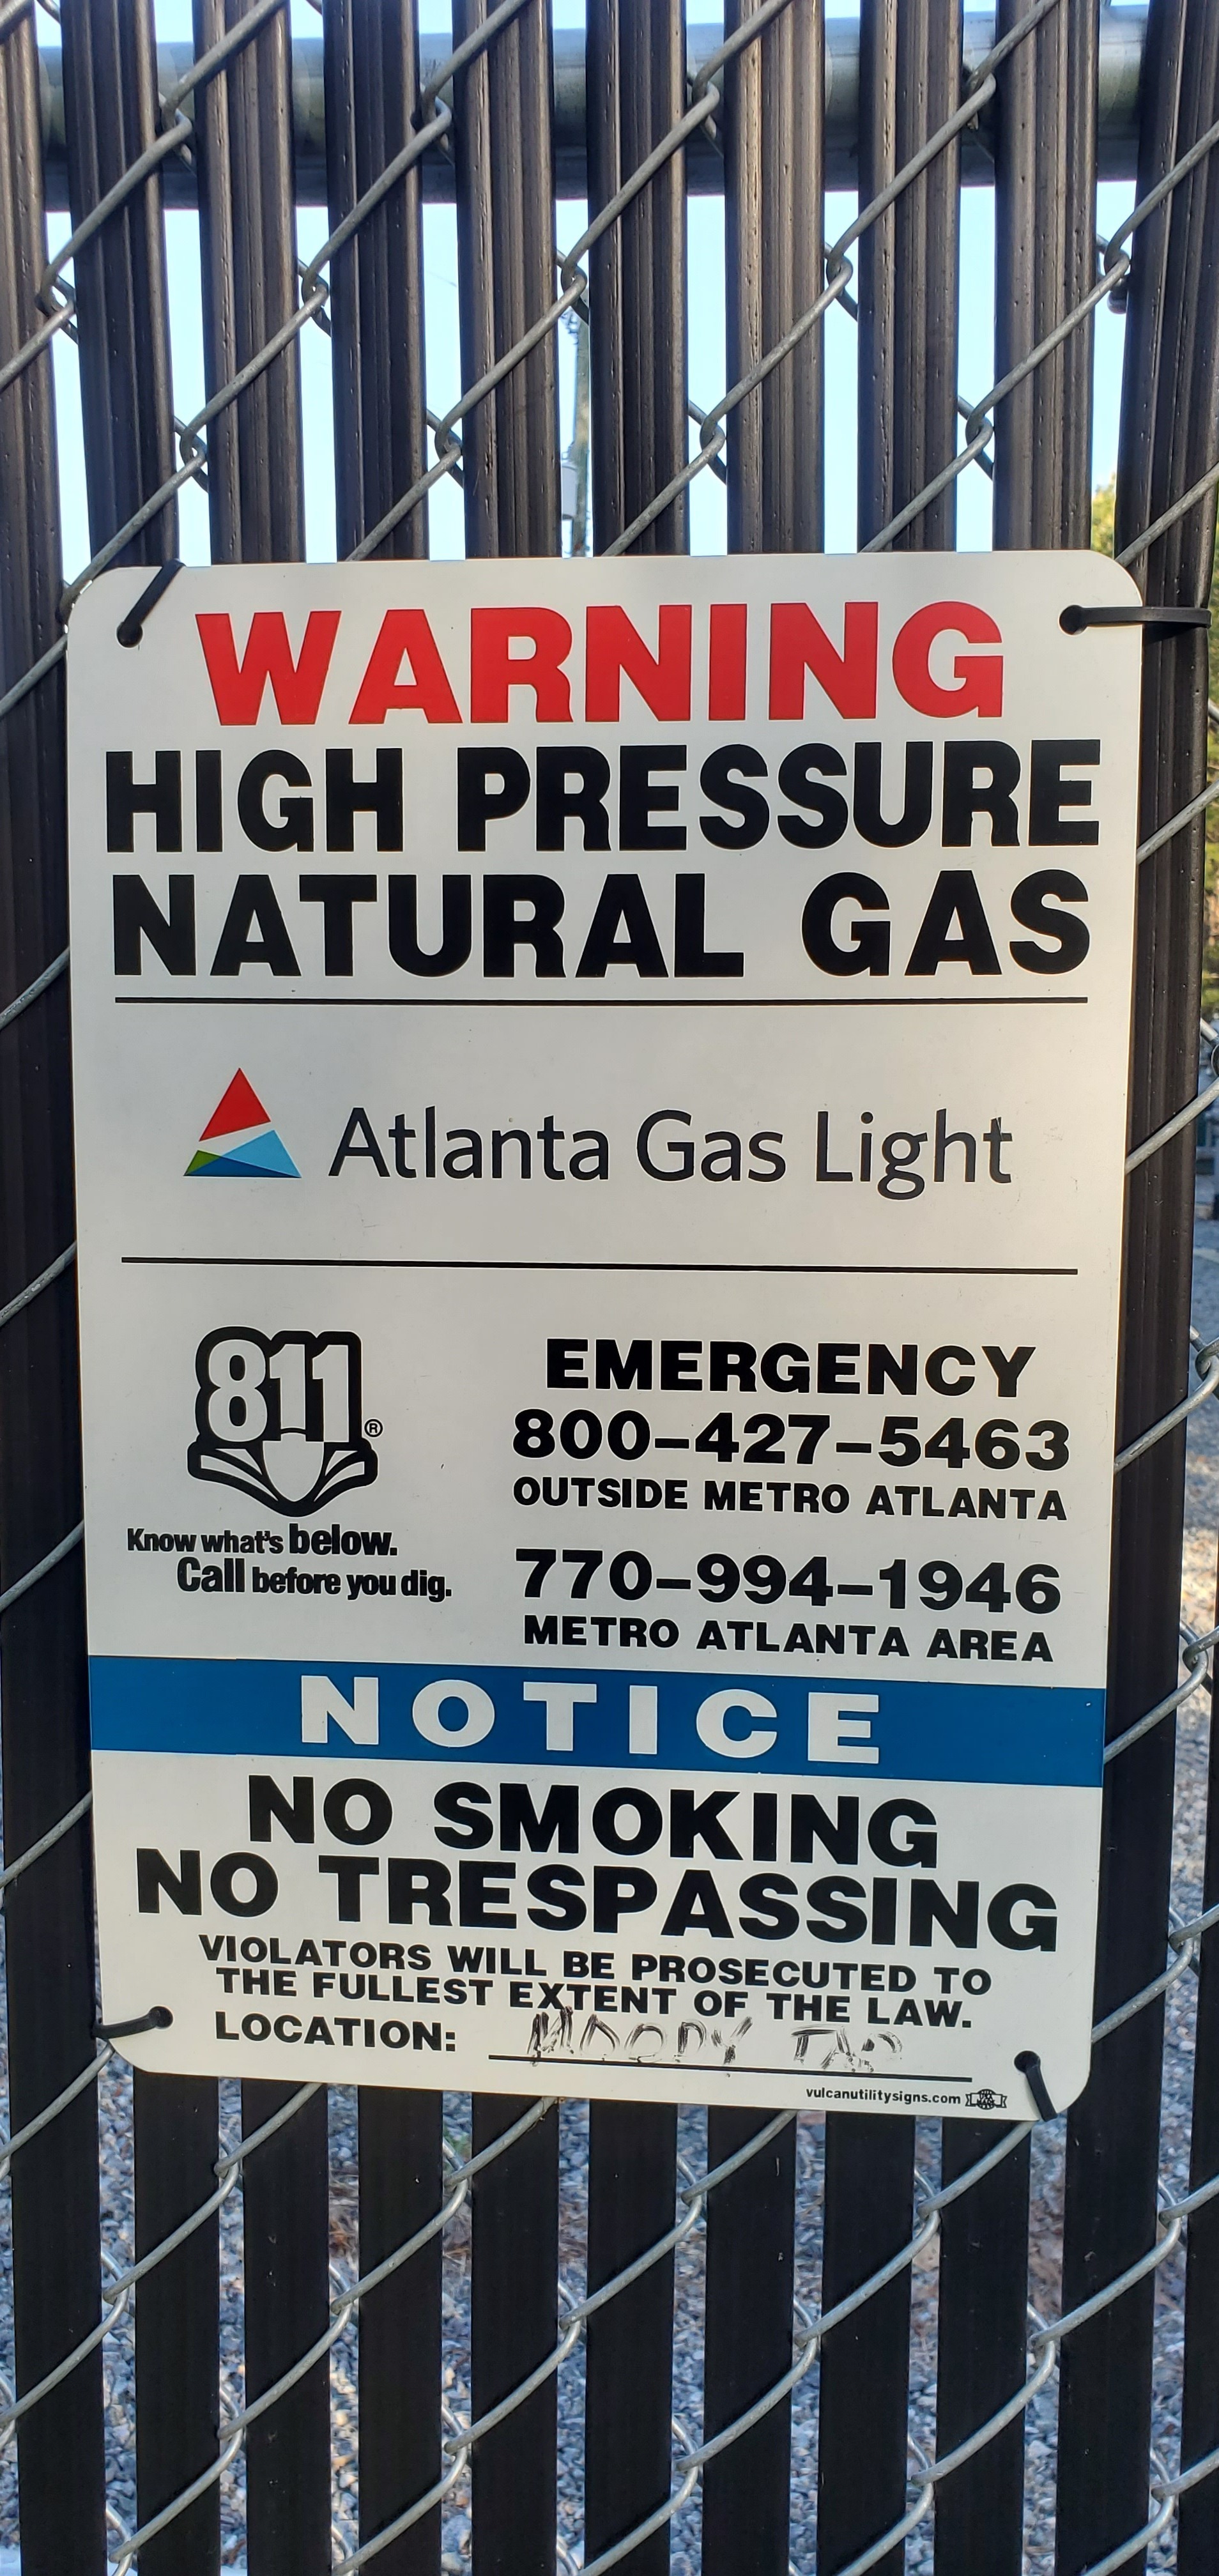 WARNING
HIGH PRESSURE
NATURAL GAS
Atlanta Gas Light
811®
Know what's below.
Call before you dig.
EMERGENCY
800-427-5463
OUTSIDE METRO ATLANTA
770-994-1946
METRO ATLANTA AREA
NOTICE
NO SMOKING
NO TRESPASSING
VIOLATORS WILL BE PROSECUTED TO
THE FULLEST EXTENT OF THE LAW.
LOCATION: MOODY TAP
vulcanutilitysigns.com